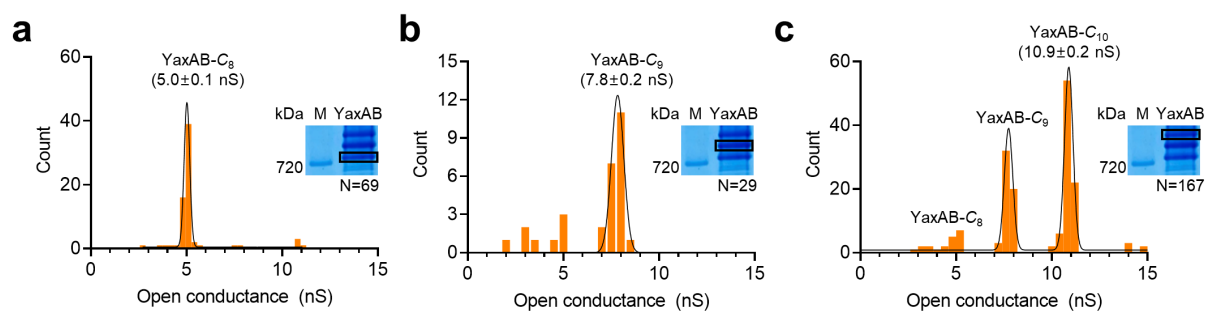 a
YaxAB-C₈
(5.0±0.1 nS)
kDa M YaxAB
720
N=69
60
40
20
0
Count
0 5 10 15
Open conductance (nS)
b
YaxAB-C₉
(7.8±0.2 nS)
kDa M YaxAB
720
N=29
15
12
9
6
3
0
Count
0 5 10 15
Open conductance (nS)
c
YaxAB-C₁₀
(10.9±0.2 nS)
YaxAB-C₉
YaxAB-C₈
kDa M YaxAB
720
N=167
60
40
20
0
Count
0 5 10 15
Open conductance (nS)